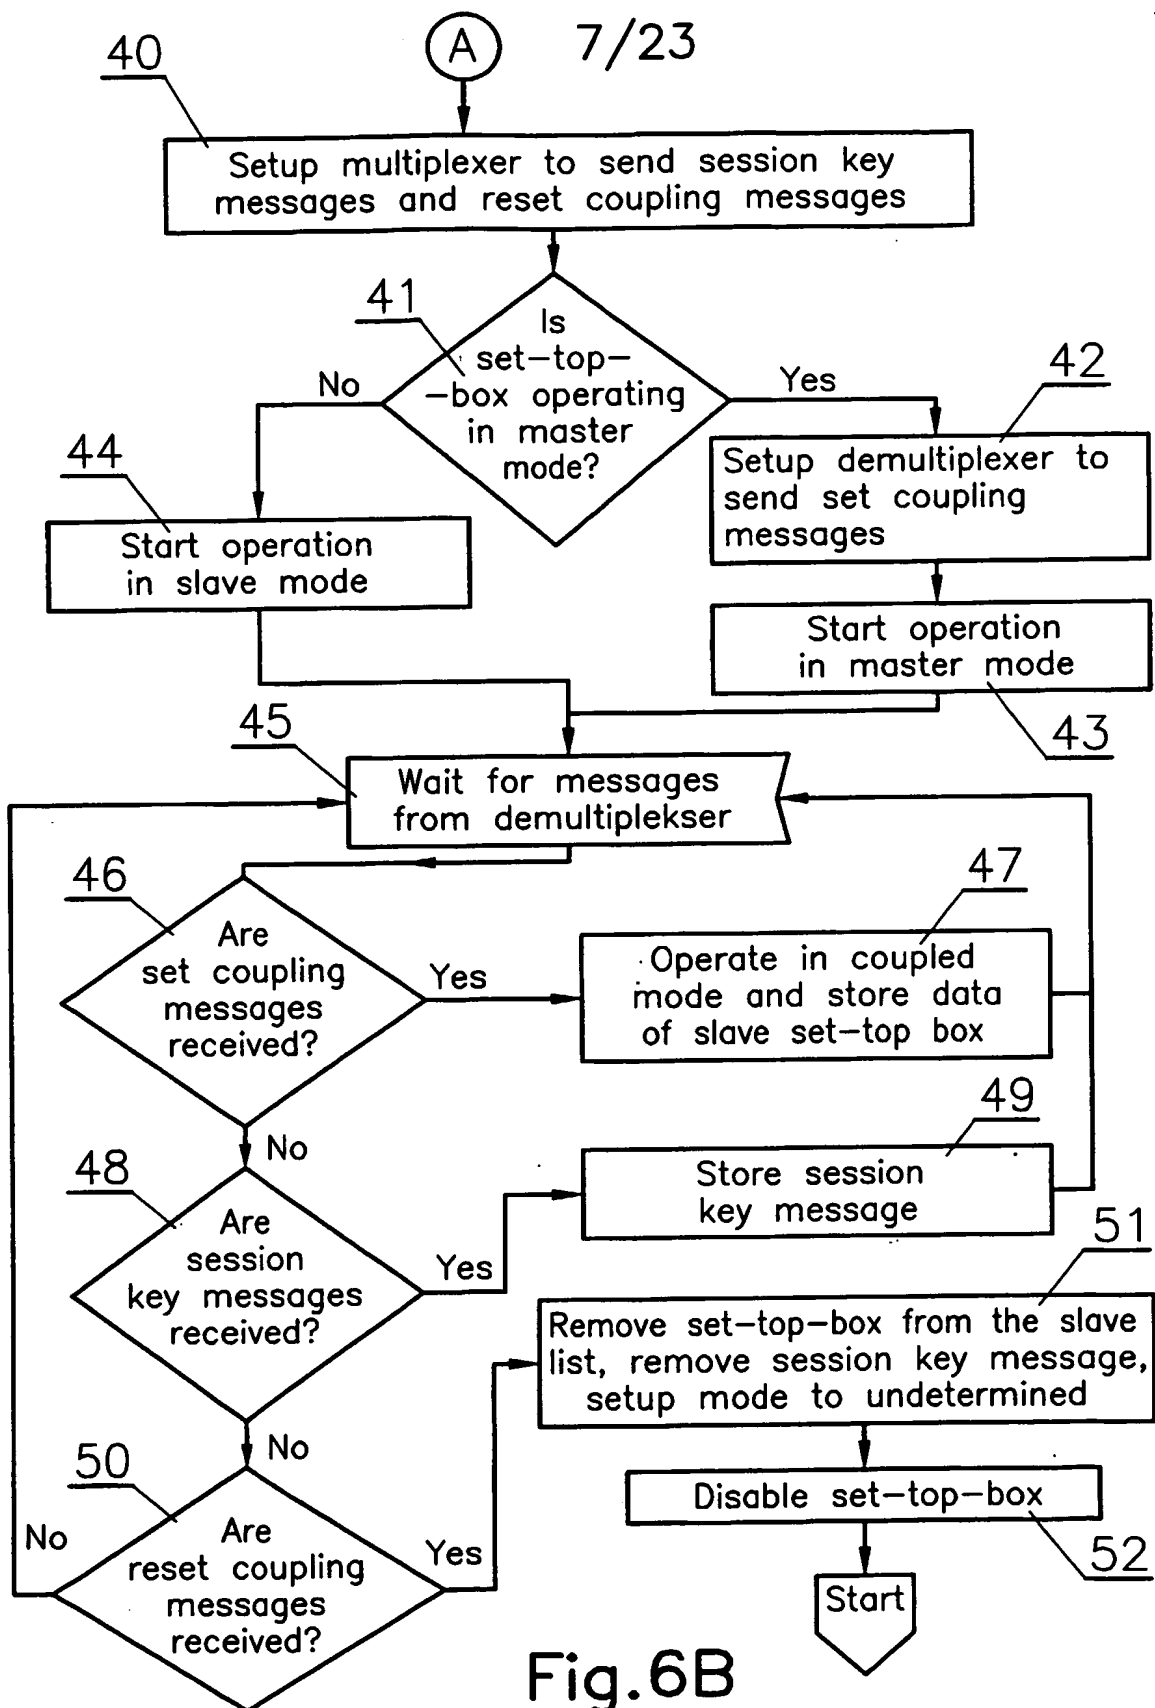 A
7/23
40
Setup multiplexer to send session key
messages and reset coupling messages
41
Is
set-top-
-box operating
in master
mode?
No
Yes
42
Setup demultiplexer to
send set coupling
messages
44
Start operation
in slave mode
Start operation
in master mode
43
45
Wait for messages
from demultiplekser
46
Are
set coupling
messages
received?
Yes
47
Operate in coupled
mode and store data
of slave set-top box
No
48
Are
session
key messages
received?
Yes
49
Store session
key message
51
Remove set-top-box from the slave
list, remove session key message,
setup mode to undetermined
No
50
Are
reset coupling
messages
received?
No
Yes
Disable set-top-box
52
Start
Fig.6B